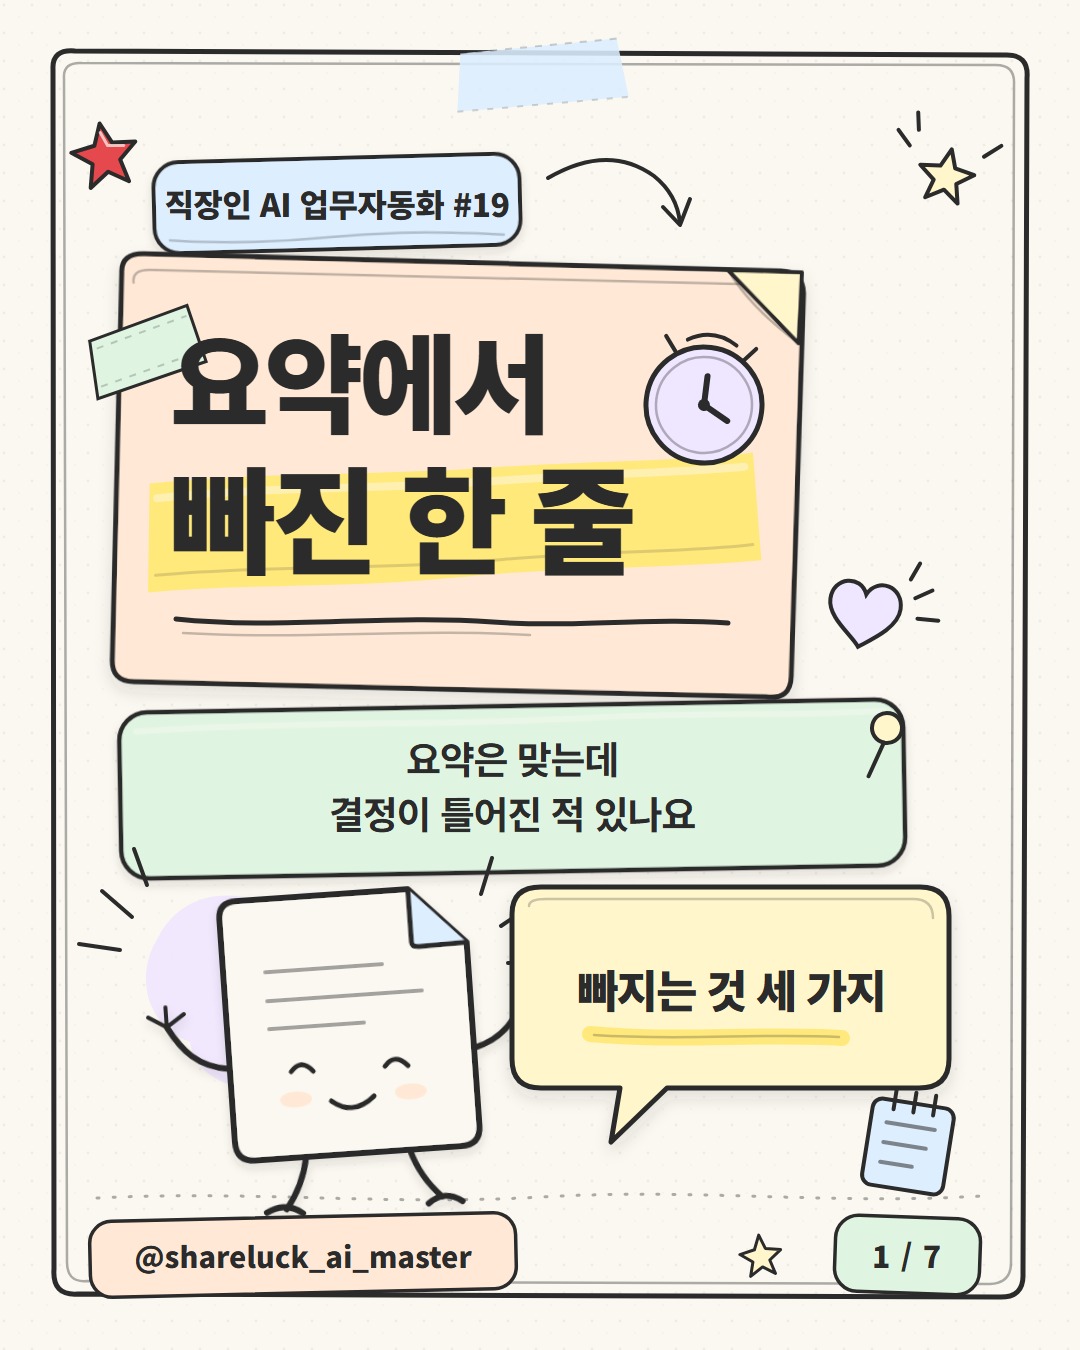 직장인 AI 업무자동화 #19
요약에서
빠진 한 줄
요약은 맞는데
결정이 틀어진 적 있나요
빠지는 것 세 가지
@shareluck_ai_master
1 / 7